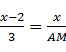 (x-2)/3 = x/AM